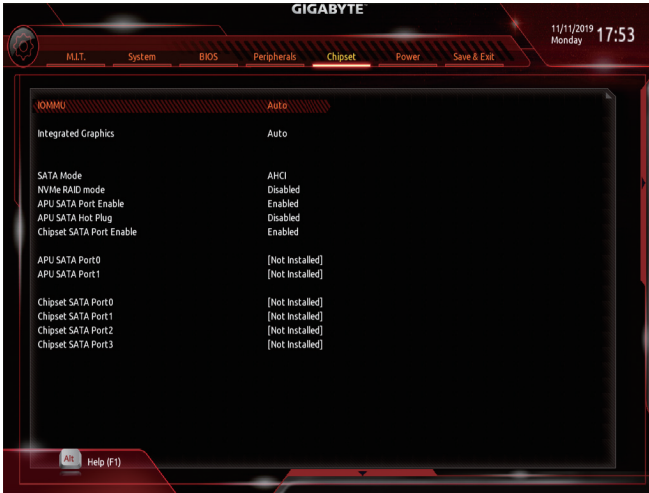 GIGABYTE
11/11/2019 Monday 17:53
M.I.T. System BIOS Peripherals Chipset Power Save & Exit
IOMMU Auto
Integrated Graphics Auto
SATA Mode AHCI
NVMe RAID mode Disabled
APU SATA Port Enable Enabled
APU SATA Hot Plug Disabled
Chipset SATA Port Enable Enabled
APU SATA Port0 [Not Installed]
APU SATA Port1 [Not Installed]
Chipset SATA Port0 [Not Installed]
Chipset SATA Port1 [Not Installed]
Chipset SATA Port2 [Not Installed]
Chipset SATA Port3 [Not Installed]
Alt Help (F1)